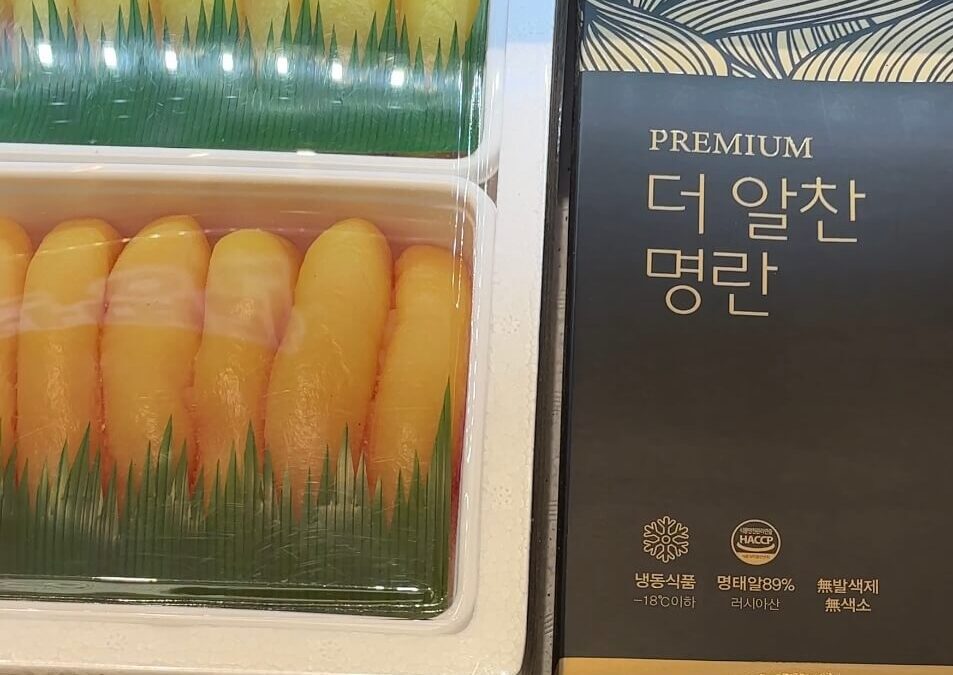 PREMIUM
더 알찬
명란
HACCP
냉동식품
-18℃이하
명태알89%
러시아산
無발색제
無색소